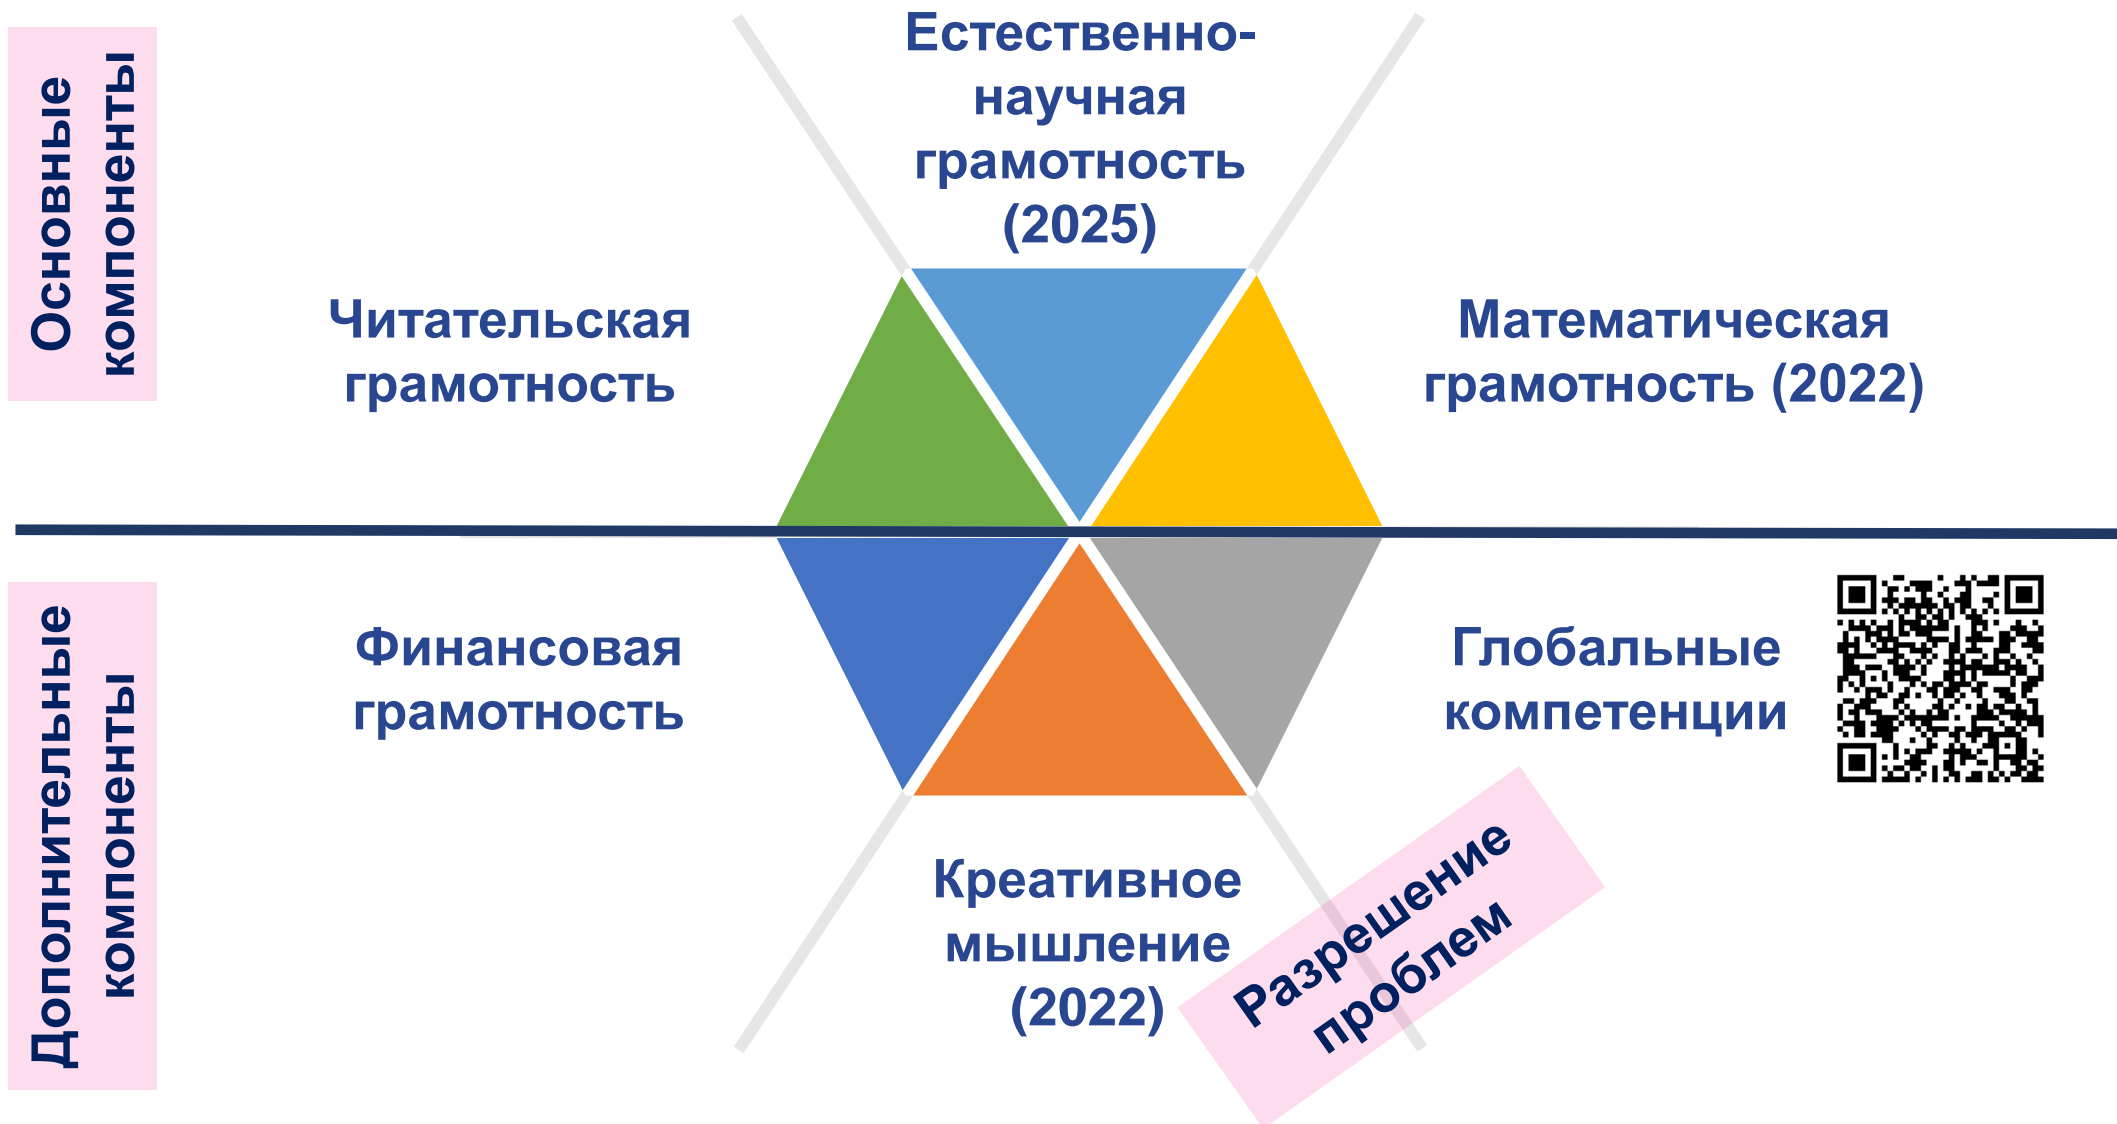 Основные
компоненты
Естественно-
научная
грамотность
(2025)
Читательская
грамотность
Математическая
грамотность (2022)
Дополнительные
компоненты
Финансовая
грамотность
Глобальные
компетенции
Креативное
мышление
(2022)
Разрешение
проблем